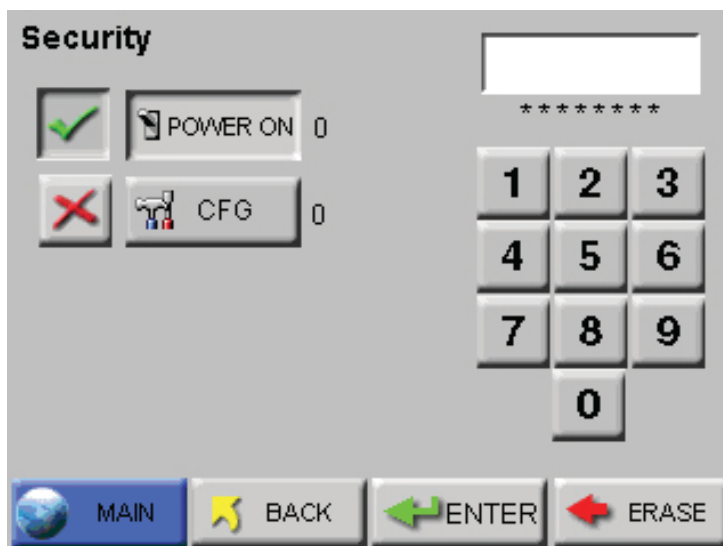 Security
********
POWER ON 0
CFG 0
1 2 3
4 5 6
7 8 9
0
MAIN BACK ENTER ERASE